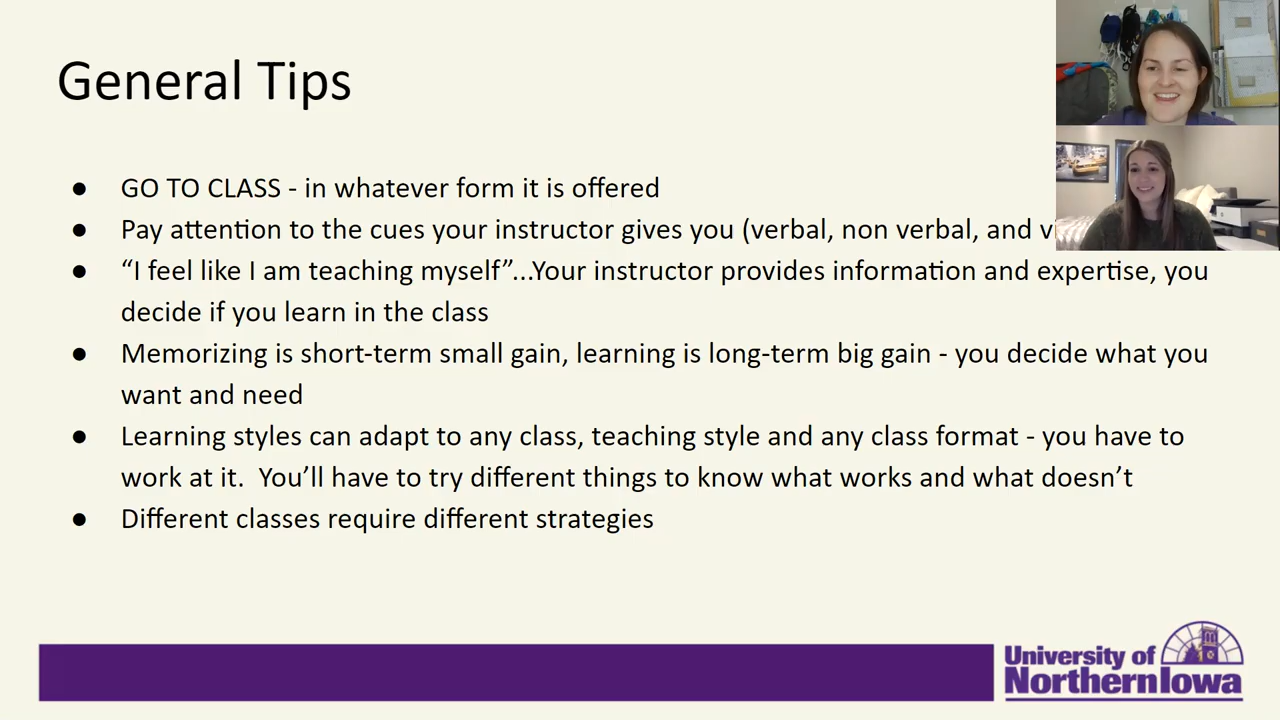 General Tips
● GO TO CLASS - in whatever form it is offered
● Pay attention to the cues your instructor gives you (verbal, non verbal, and
● “I feel like I am teaching myself”...Your instructor provides information and expertise, you
decide if you learn in the class
● Memorizing is short-term small gain, learning is long-term big gain - you decide what you
want and need
● Learning styles can adapt to any class, teaching style and any class format - you have to
work at it.  You’ll have to try different things to know what works and what doesn’t
● Different classes require different strategies
University of
Northern Iowa